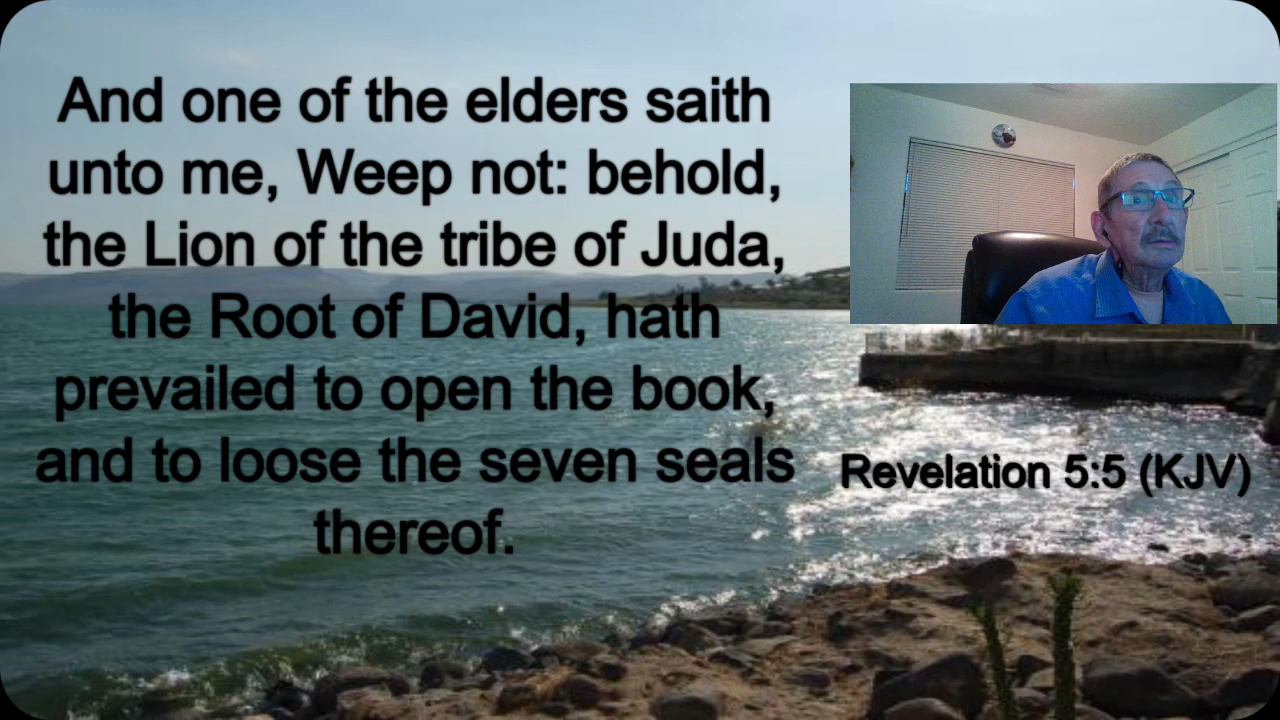 And one of the elders saith
unto me, Weep not: behold,
the Lion of the tribe of Juda,
the Root of David, hath
prevailed to open the book,
and to loose the seven seals
thereof.
Revelation 5:5 (KJV)